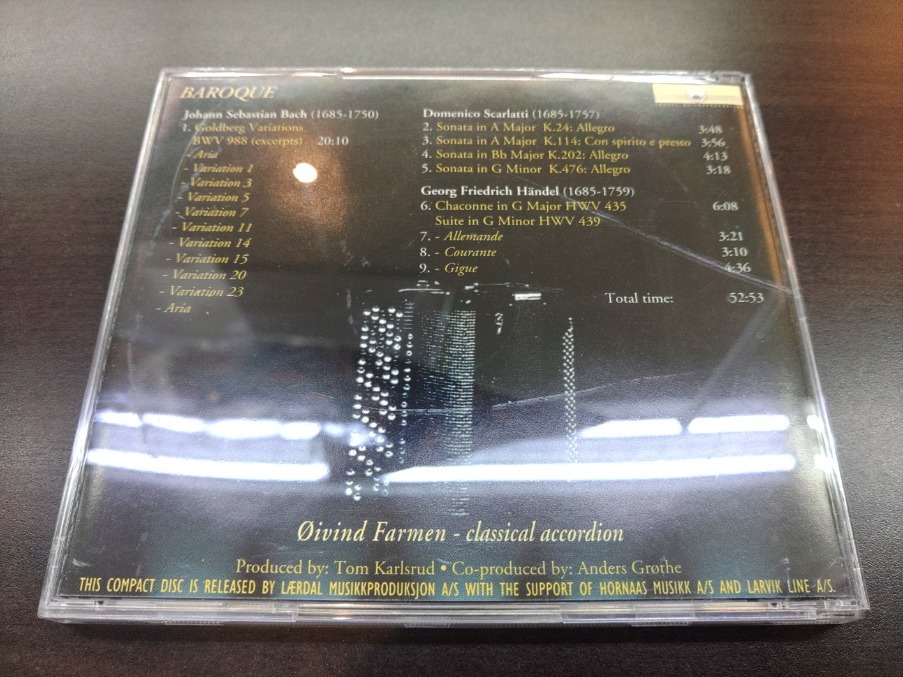 BAROQUE
Johann Sebastian Bach (1685-1750)
1. Goldberg Variations
BWV 988 (excerpts) 20:10
- Aria
- Variation 1
- Variation 3
- Variation 5
- Variation 7
- Variation 11
- Variation 14
- Variation 15
- Variation 20
- Variation 23
- Aria
Domenico Scarlatti (1685-1757)
2. Sonata in A Major K.24: Allegro 3:48
3. Sonata in A Major K.114: Con spirito e presto 3:56
4. Sonata in Bb Major K.202: Allegro 4:13
5. Sonata in G Minor K.476: Allegro 3:18
Georg Friedrich Händel (1685-1759)
6. Chaconne in G Major HWV 435 6:08
Suite in G Minor HWV 439
7. - Allemande 3:21
8. - Courante 3:10
9. - Gigue 4:36
Total time: 52:53
Øivind Farmen - classical accordion
Produced by: Tom Karlsrud • Co-produced by: Anders Grøthe
THIS COMPACT DISC IS RELEASED BY LÆRDAL MUSIKKPRODUKSJON A/S WITH THE SUPPORT OF HORNAAS MUSIKK A/S AND LARVIK LINE A/S.